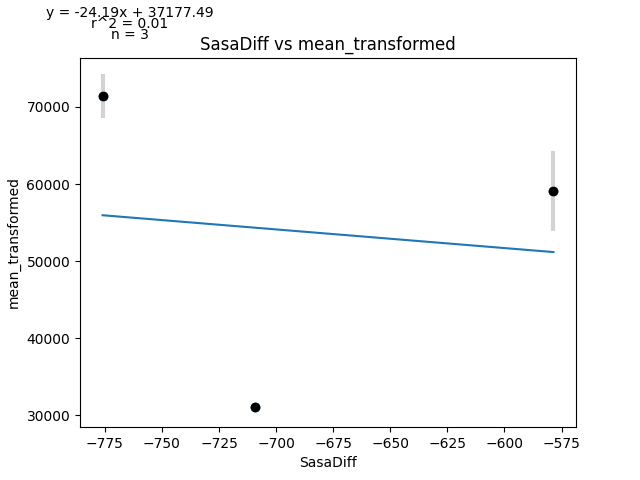 y = -24.19x + 37177.49
r^2 = 0.01
n = 3
SasaDiff vs mean_transformed
70000
60000
50000
40000
30000
mean_transformed
−775 −750 −725 −700 −675 −650 −625 −600 −575
SasaDiff